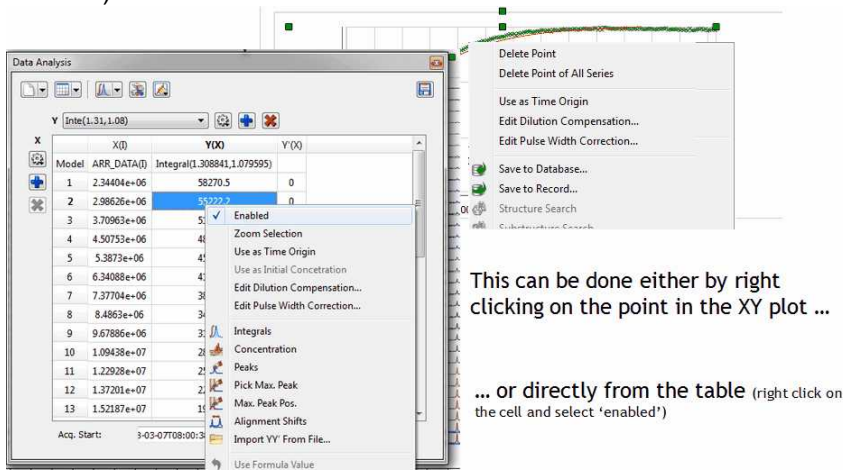 Data Analysis
Y Inte(1.31,1.08)
X
X(I) Y(X) Y'(X)
Model ARR_DATA(I) Integral(1.308841,1.079595)
1 2.34404e+06 58270.5 0
2 2.98626e+06 55222.2 0
3 3.70963e+06
4 4.50753e+06
5 5.3873e+06
6 6.34088e+06
7 7.37704e+06
8 8.4863e+06
9 9.67886e+06
10 1.09438e+07
11 1.22928e+07
12 1.37201e+07
13 1.52187e+07
Acq. Start:
Enabled
Zoom Selection
Use as Time Origin
Use as Initial Concetration
Edit Dilution Compensation...
Edit Pulse Width Correction...
Integrals
Concentration
Peaks
Pick Max. Peak
Max. Peak Pos.
Alignment Shifts
Import YY' From File...
Use Formula Value
Delete Point
Delete Point of All Series
Use as Time Origin
Edit Dilution Compensation...
Edit Pulse Width Correction...
Save to Database...
Save to Record...
Structure Search
Substructure Search
This can be done either by right
clicking on the point in the XY plot ...
... or directly from the table (right click on
the cell and select ‘enabled’)